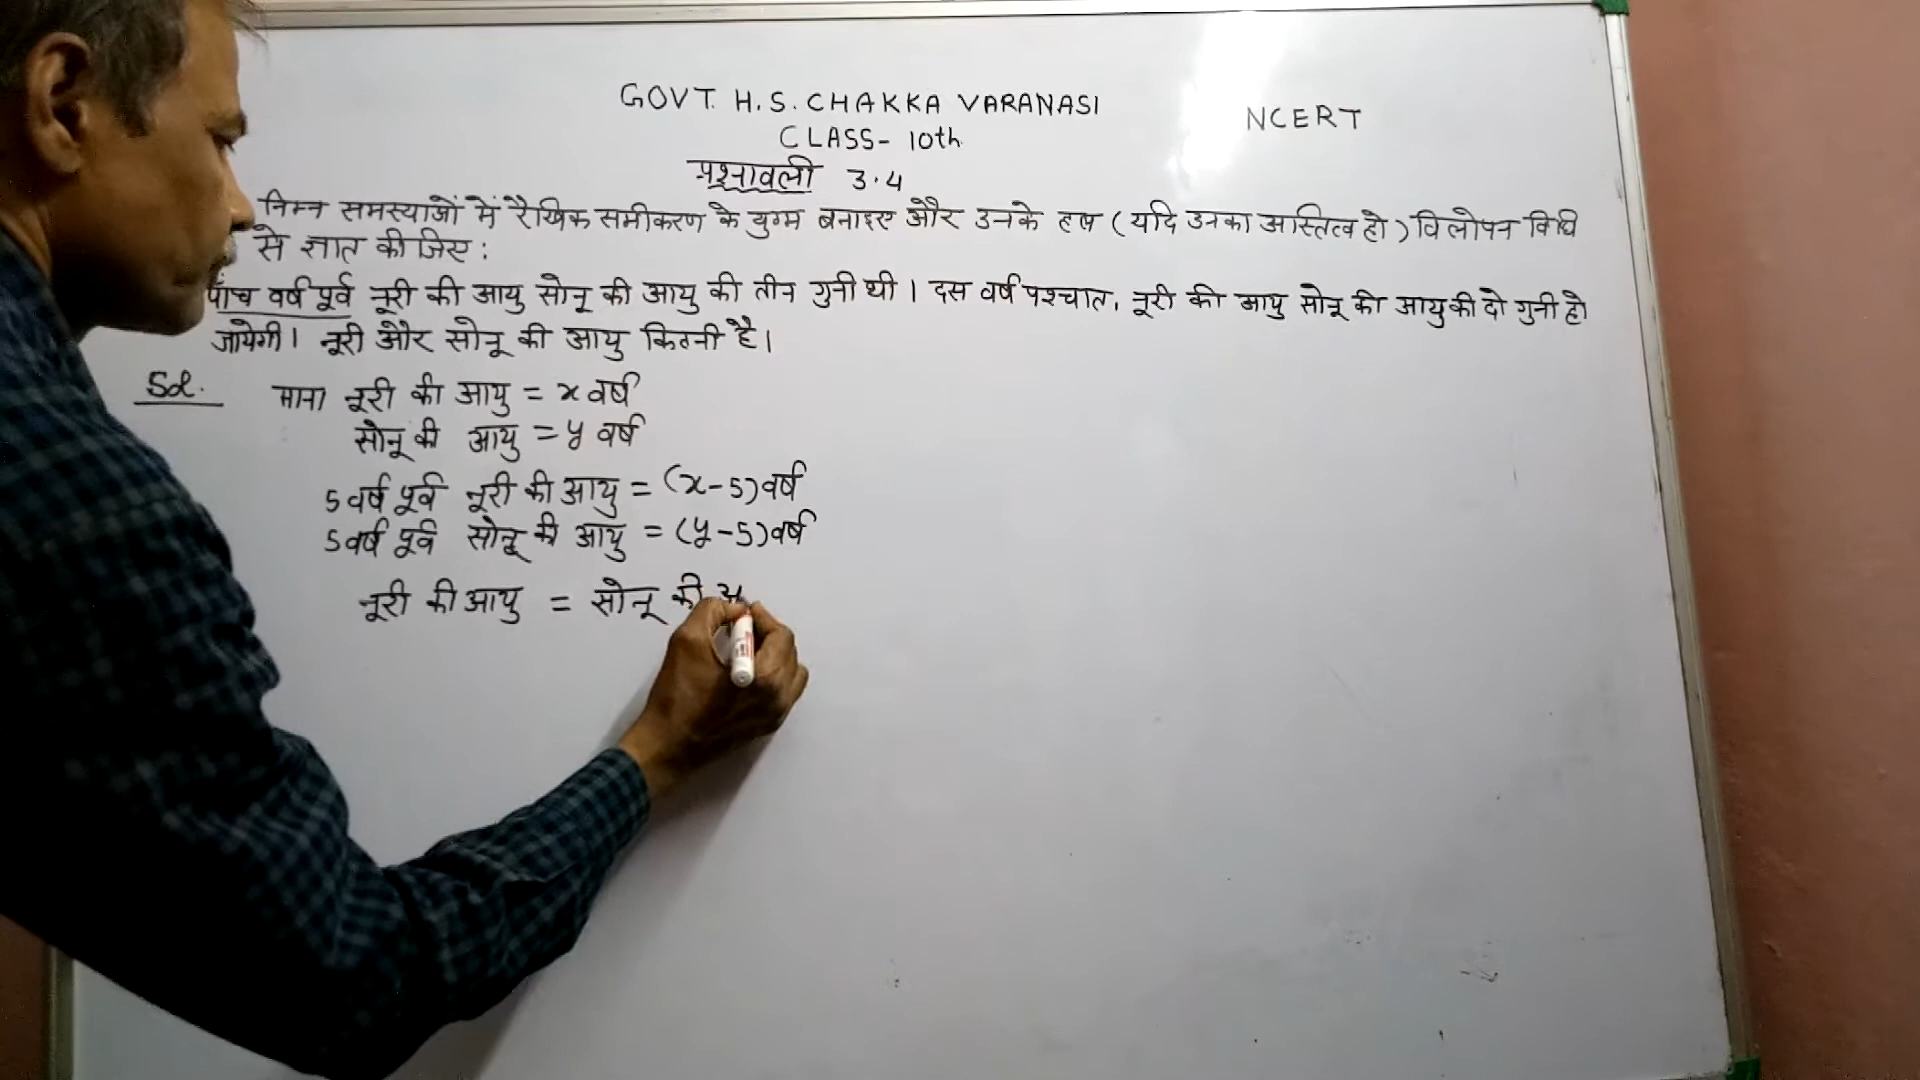 GOVT. H. S. CHAKKA VARANASI
NCERT
CLASS- 10th
प्रश्नावली 3.4
निम्न समस्याओं में रैखिक समीकरण के युग्म बनाइए और उनके हल (यदि उनका अस्तित्व हो) विलोपन विधि
से ज्ञात कीजिए :
पाँच वर्ष पूर्व नूरी की आयु सोनू की आयु की तीन गुनी थी । दस वर्ष पश्चात, नूरी की आयु सोनू की आयु की दो गुनी हो
जायेगी। नूरी और सोनू की आयु कितनी है।
Sol. माना नूरी की आयु = x वर्ष
सोनू की आयु = y वर्ष
5 वर्ष पूर्व नूरी की आयु = (x-5) वर्ष
5 वर्ष पूर्व सोनू की आयु = (y-5) वर्ष
नूरी की आयु = सोनू की